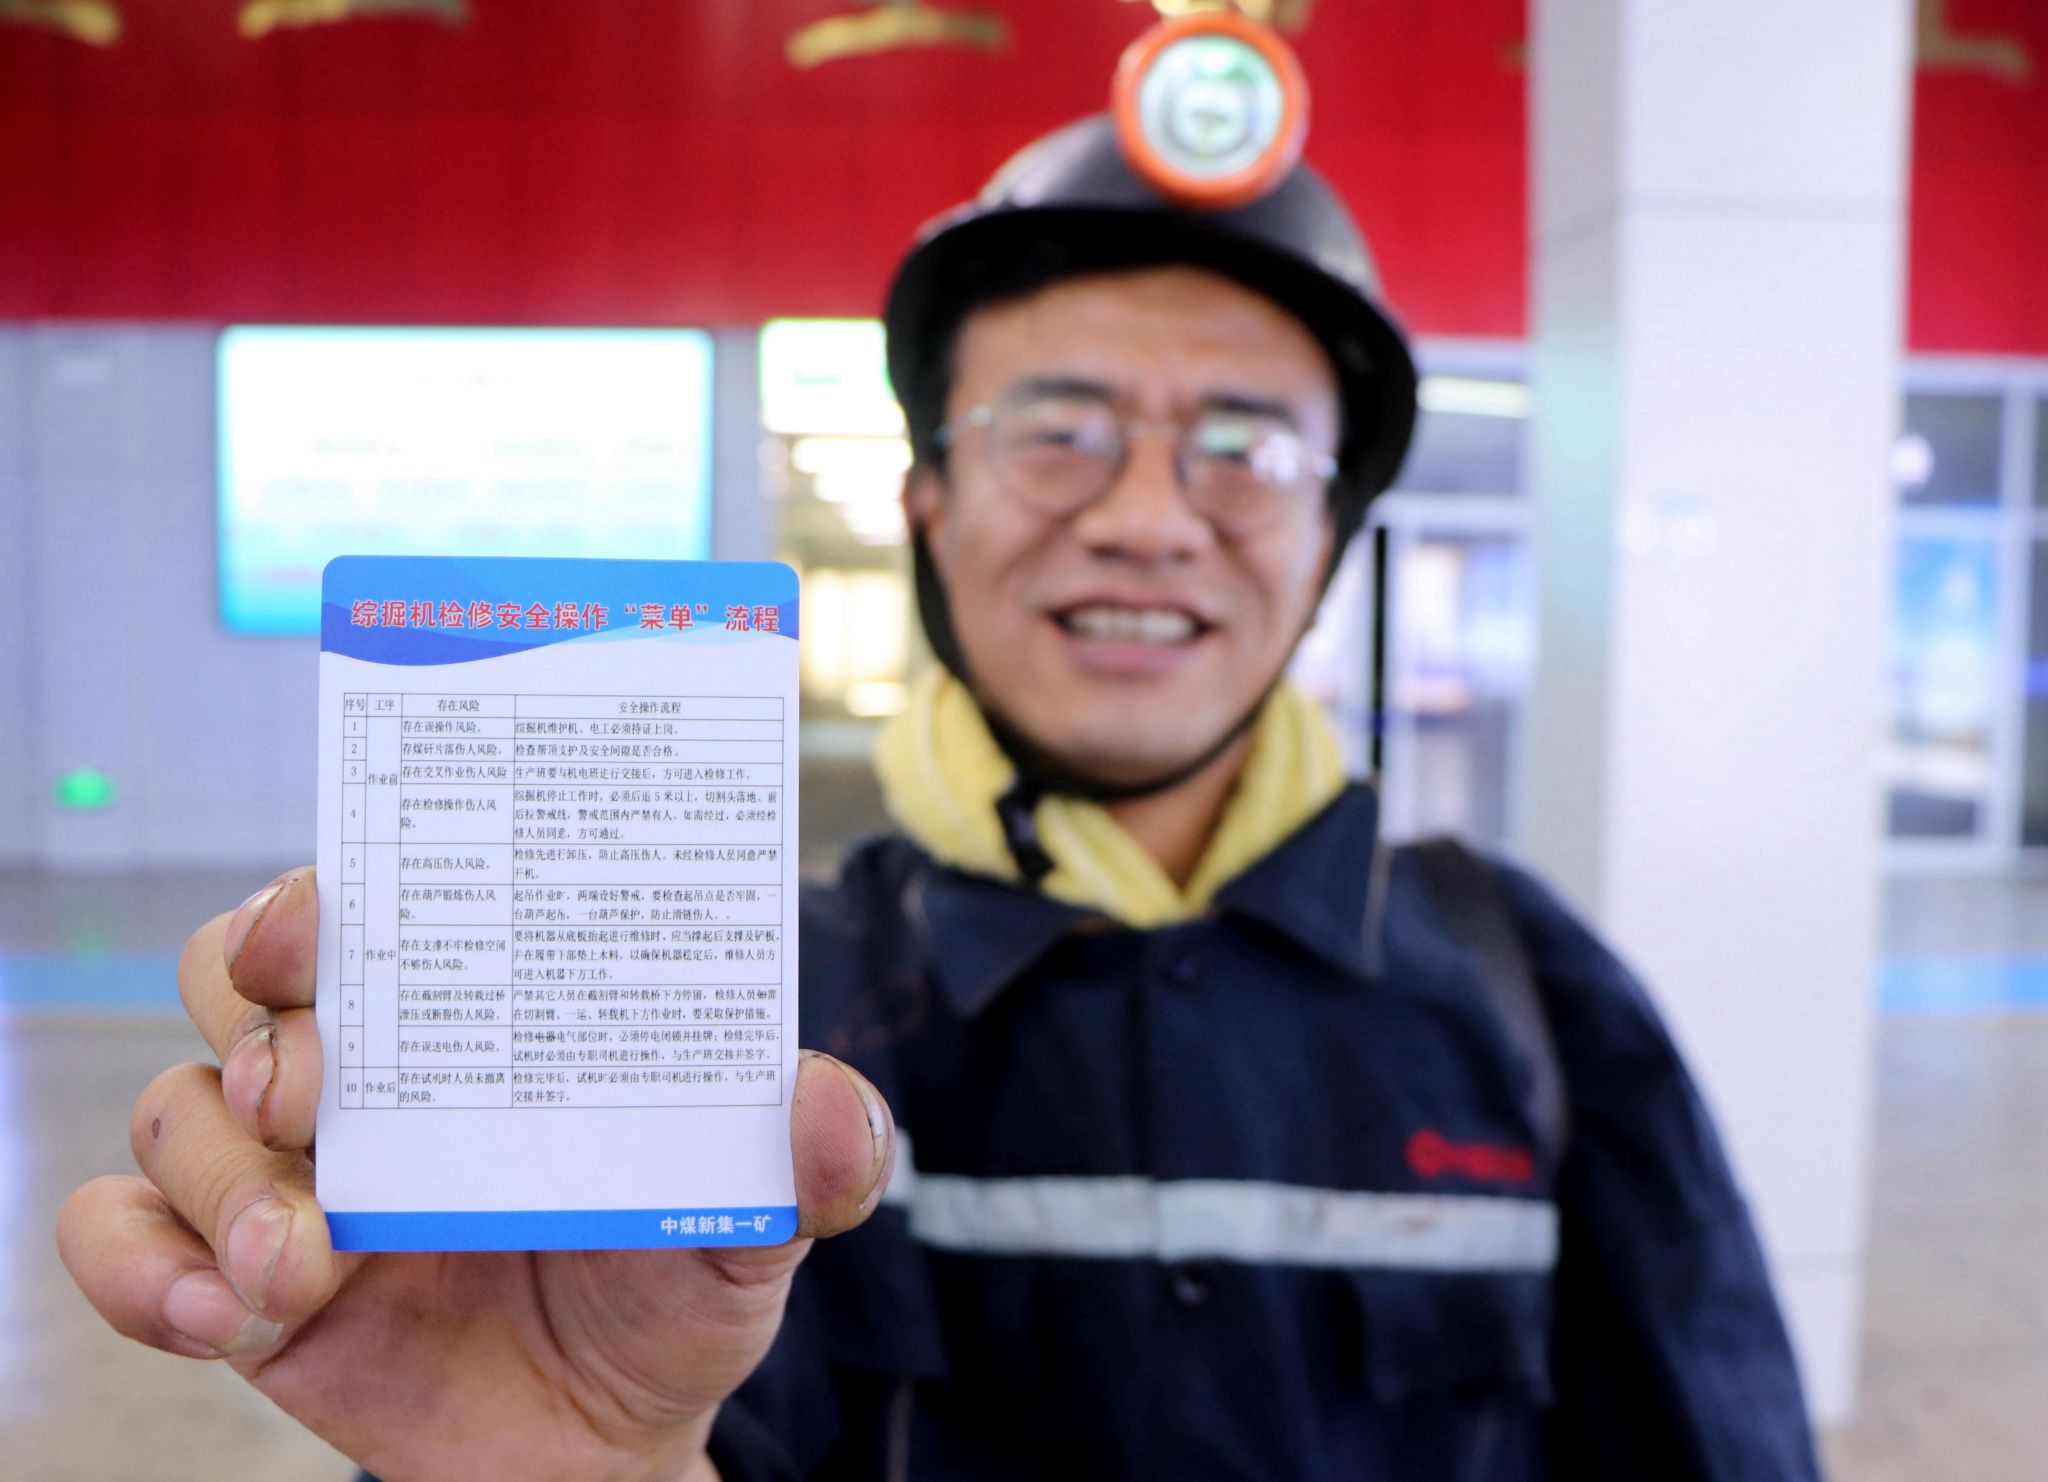 综掘机检修安全操作“菜单”流程
序号 工序 存在风险 安全操作流程
1 存在误操作风险。 综掘机维护机、电工必须持证上岗。
2 存煤矸片落伤人风险。 检查帮顶支护及安全间隙是否合格。
作业前
3 存在交叉作业伤人风险 生产班要与机电班进行交接后，方可进入检修工作。
4 存在检修操作伤人风
险。
综掘机停止工作时，必须后退5米以上，切割头落地。前
后拉警戒线，警戒范围内严禁有人。如需经过，必须经检
修人员同意，方可通过。
5 存在高压伤人风险。
检修先进行卸压，防止高压伤人。未经检修人员同意严禁
开机。
6 存在葫芦锻炼伤人风
险。
起吊作业时，两端设好警戒，要检查起吊点是否牢固，一
台葫芦起吊，一台葫芦保护，防止滑链伤人。。
作业中
7 存在支撑不牢检修空间
不够伤人风险。
要将机器从底板抬起进行维修时，应当撑起后支撑及铲板，
并在履带下部垫上木料，以确保机器稳定后，维修人员方
可进入机器下方工作。
8 存在截割臂及转载过桥
泄压或断裂伤人风险。
严禁其它人员在截割臂和转载桥下方停留，检修人员如需
在切割臂、一运、转载机下方作业时，要采取保护措施。
9 存在误送电伤人风险。
检修电器电气部位时，必须停电闭锁并挂牌；检修完毕后，
试机时必须由专职司机进行操作，与生产班交接并签字。
10 作业后 存在试机时人员未撤离
的风险。
检修完毕后，试机时必须由专职司机进行操作，与生产班
交接并签字。
中煤新集一矿